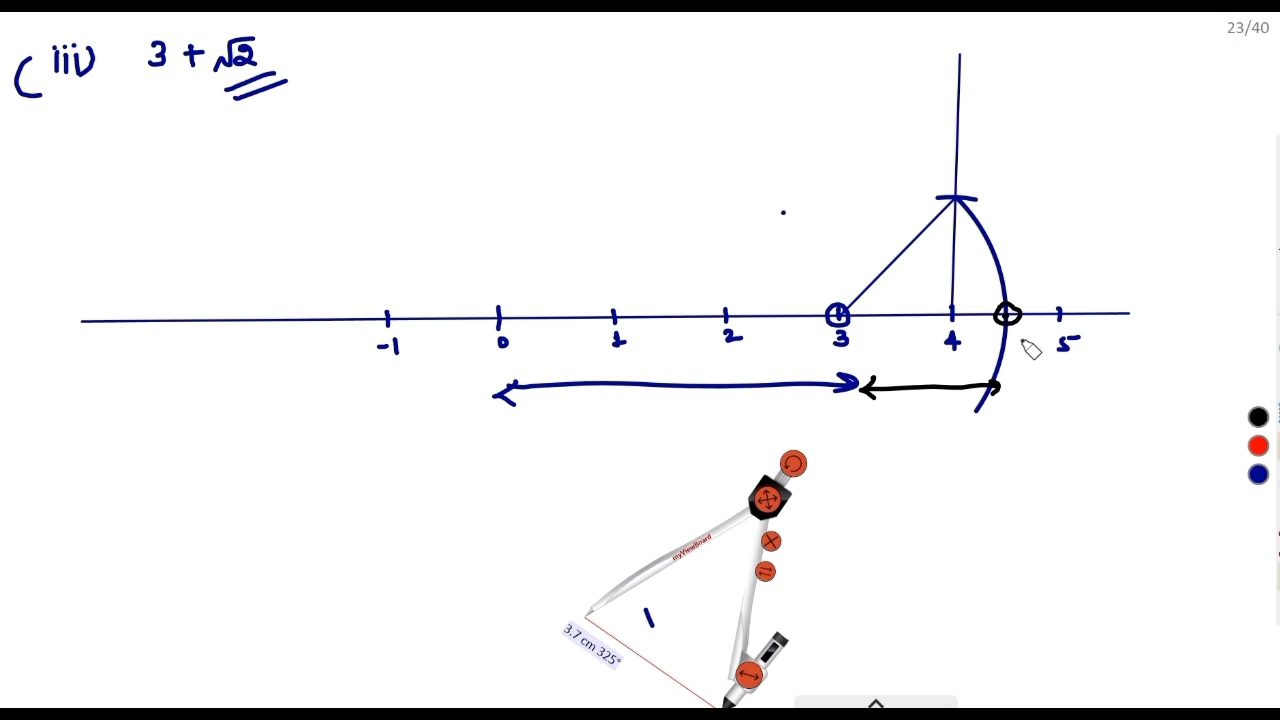 23/40
(iii) 3 + √2
-1 0 1 2 3 4 5
myViewBoard
3.7 cm 325°